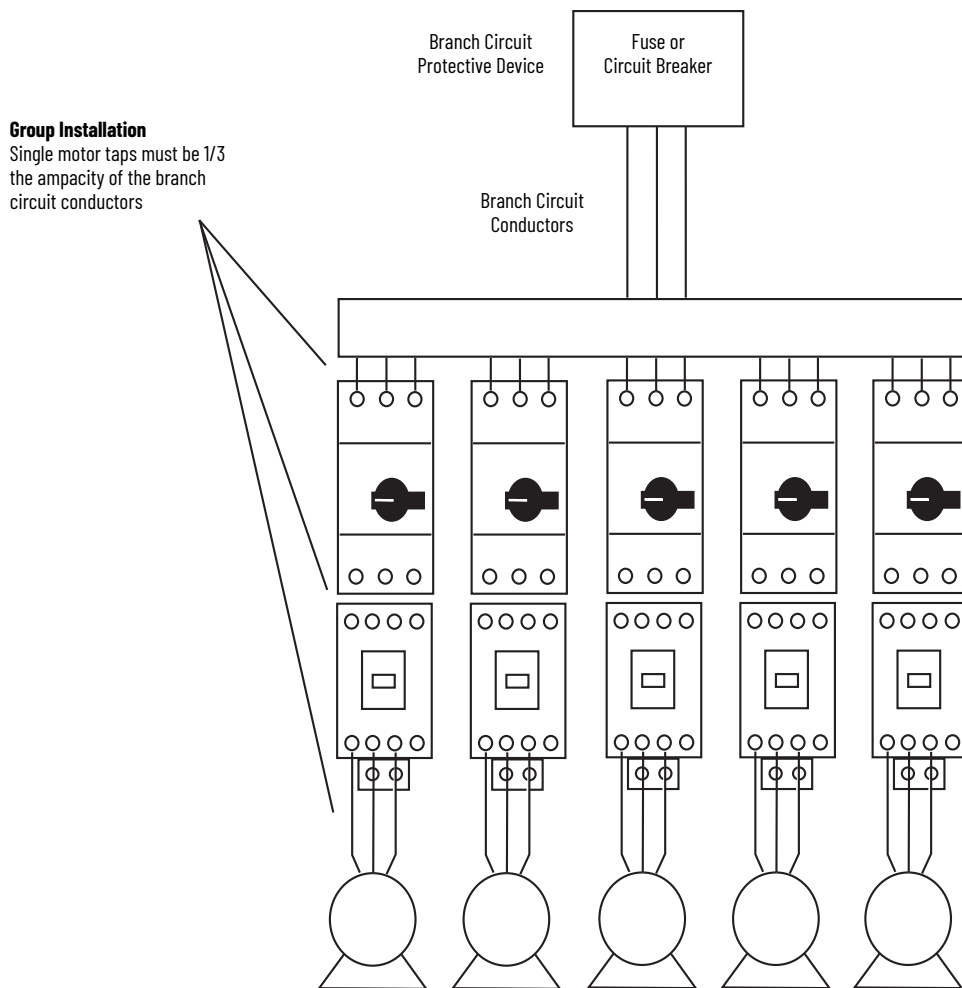 Branch Circuit
Protective Device
Fuse or
Circuit Breaker
Group Installation
Single motor taps must be 1/3
the ampacity of the branch
circuit conductors
Branch Circuit
Conductors